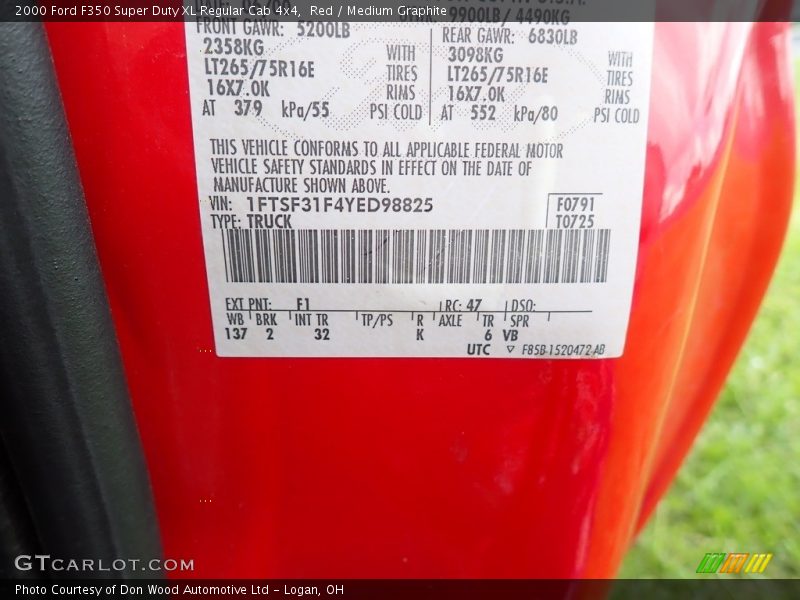 2000 Ford F350 Super Duty XL Regular Cab 4x4,  Red / Medium Graphite
9900LB/ 4490KG
FRONT GAWR: 5200LB REAR GAWR: 6830LB
2358KG WITH 3098KG WITH
LT265/75R16E TIRES LT265/75R16E TIRES
16X7.0K RIMS 16X7.0K RIMS
AT 379 kPa/55 PSI COLD AT 552 kPa/80 PSI COLD
THIS VEHICLE CONFORMS TO ALL APPLICABLE FEDERAL MOTOR
VEHICLE SAFETY STANDARDS IN EFFECT ON THE DATE OF
MANUFACTURE SHOWN ABOVE.
VIN: 1FTSF31F4YED98825 F0791
TYPE: TRUCK T0725
EXT PNT: F1 RC: 47 DSO:
WB BRK INT TR TP/PS R AXLE TR SPR
137 2 32 K 6 VB
UTC F85B-1520472-AB
GTCARLOT.COM
Photo Courtesy of Don Wood Automotive Ltd - Logan, OH